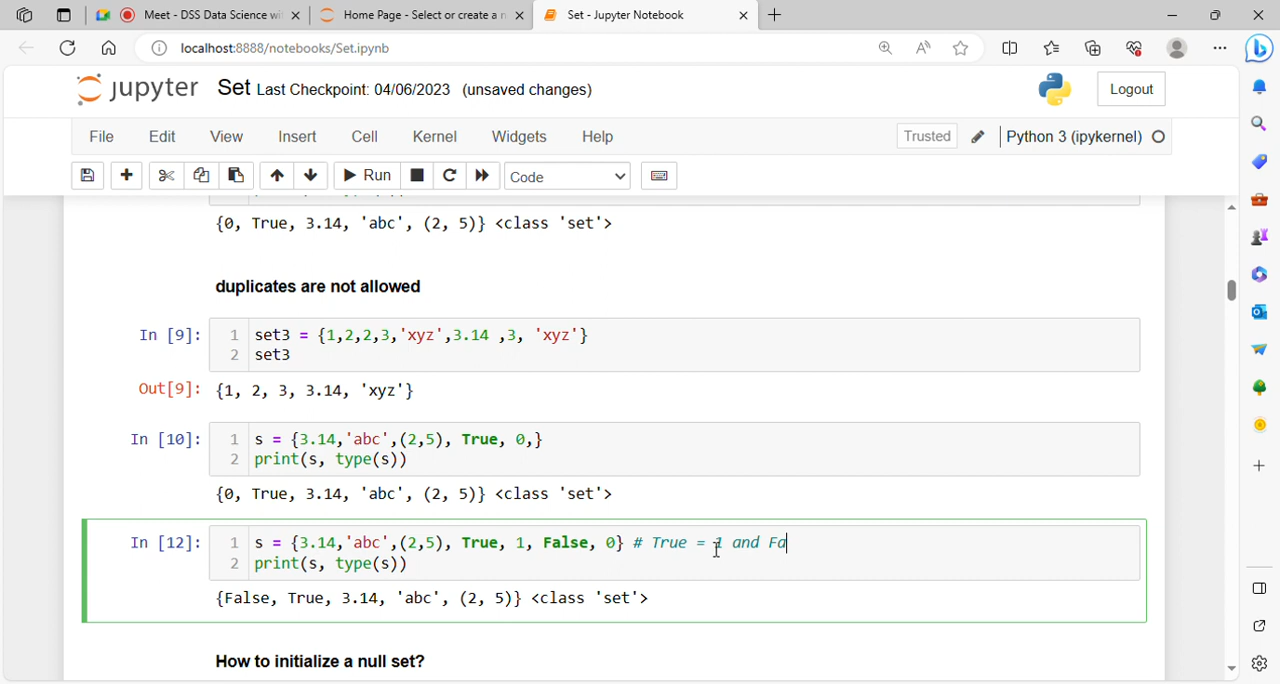 Meet - DSS Data Science wi
Home Page - Select or create a n
Set - Jupyter Notebook
localhost:8888/notebooks/Set.ipynb
jupyter Set Last Checkpoint: 04/06/2023 (unsaved changes)
Logout
File Edit View Insert Cell Kernel Widgets Help
Trusted
Python 3 (ipykernel)
Run
Code
{0, True, 3.14, 'abc', (2, 5)} <class 'set'>
duplicates are not allowed
In [9]: 1 set3 = {1,2,2,3,'xyz',3.14 ,3, 'xyz'}
2 set3
Out[9]: {1, 2, 3, 3.14, 'xyz'}
In [10]: 1 s = {3.14,'abc',(2,5), True, 0,}
2 print(s, type(s))
{0, True, 3.14, 'abc', (2, 5)} <class 'set'>
In [12]: 1 s = {3.14,'abc',(2,5), True, 1, False, 0} # True = 1 and Fa
2 print(s, type(s))
{False, True, 3.14, 'abc', (2, 5)} <class 'set'>
How to initialize a null set?